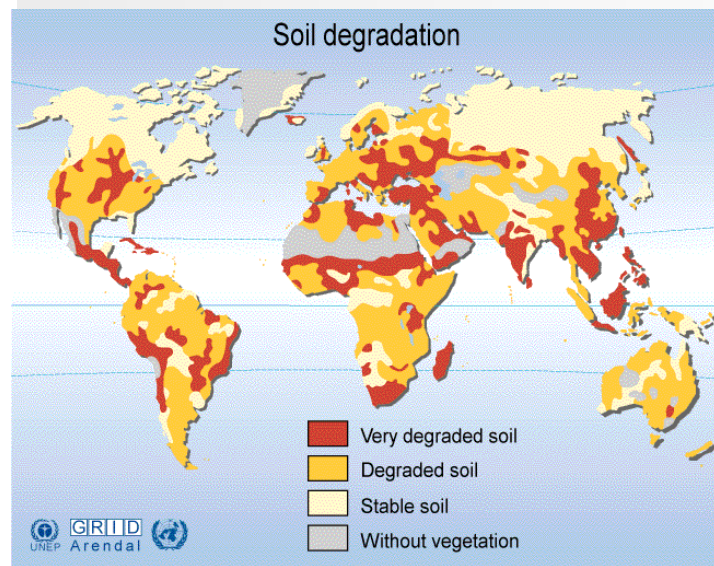 Soil degradation
Very degraded soil
Degraded soil
Stable soil
Without vegetation
UNEP
GRID
Arendal